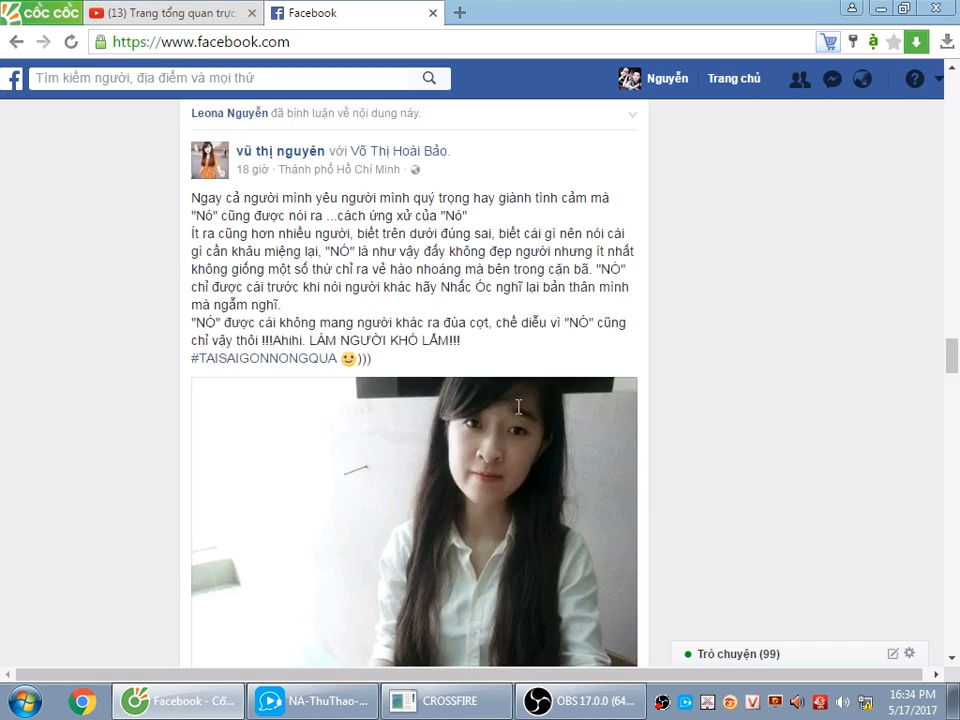 CỐC CỐC
(13) Trang tổng quan trực
Facebook
https://www.facebook.com
Tìm kiếm người, địa điểm và mọi thứ
Nguyễn
Trang chủ
Leona Nguyễn đã bình luận về nội dung này.
vũ thị nguyên với Võ Thị Hoài Bảo.
18 giờ · Thành phố Hồ Chí Minh ·
Ngay cả người mình yêu người mình quý trọng hay giành tình cảm mà
"Nó" cũng được nói ra ...cách ứng xử của "Nó"
Ít ra cũng hơn nhiều người, biết trên dưới đúng sai, biết cái gì nên nói cái
gì cần khâu miệng lại, "NÓ" là như vậy đấy không đẹp người nhưng ít nhất
không giống một số thứ chỉ ra vẻ hào nhoáng mà bên trong cặn bã. "NÓ"
chỉ được cái trước khi nói người khác hãy Nhấc Óc nghĩ lại bản thân mình
mà ngẫm nghĩ.
"NÓ" được cái không mang người khác ra đùa cợt, chế diễu vì "NÓ" cũng
chỉ vậy thôi !!!Ahihi. LÀM NGƯỜI KHÓ LẮM!!!
#TAISAIGONNONGQUA 🙂)))
Trò chuyện (99)
Facebook - Cố...
NA-ThuThao-...
CROSSFIRE
OBS 17.0.0 (64...
16:34 PM
5/17/2017